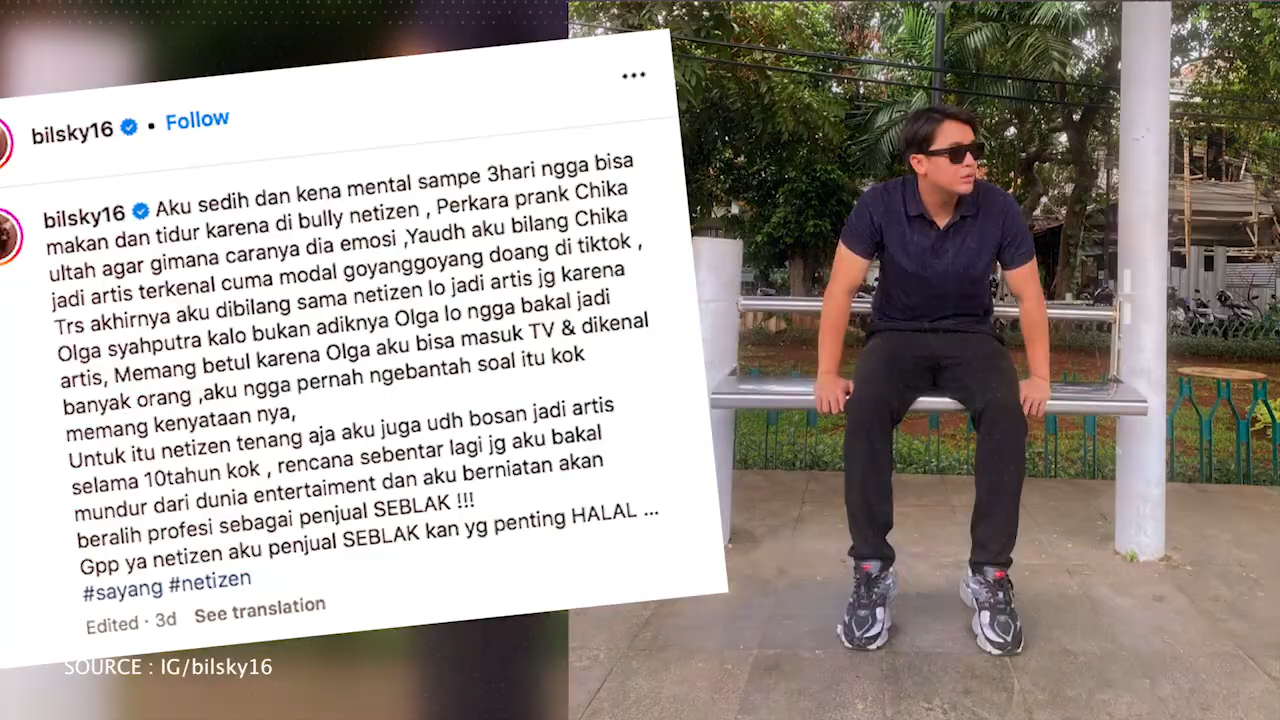 bilsky16 • Follow
bilsky16 Aku sedih dan kena mental sampe 3hari ngga bisa
makan dan tidur karena di bully netizen , Perkara prank Chika
ultah agar gimana caranya dia emosi ,Yaudh aku bilang Chika
jadi artis terkenal cuma modal goyanggoyang doang di tiktok ,
Trs akhirnya aku dibilang sama netizen lo jadi artis jg karena
Olga syahputra kalo bukan adiknya Olga lo ngga bakal jadi
artis, Memang betul karena Olga aku bisa masuk TV & dikenal
banyak orang ,aku ngga pernah ngebantah soal itu kok
memang kenyataan nya,
Untuk itu netizen tenang aja aku juga udh bosan jadi artis
selama 10tahun kok , rencana sebentar lagi jg aku bakal
mundur dari dunia entertaiment dan aku berniatan akan
beralih profesi sebagai penjual SEBLAK !!!
Gpp ya netizen aku penjual SEBLAK kan yg penting HALAL ...
#sayang #netizen
Edited · 3d See translation
SOURCE : IG/bilsky16